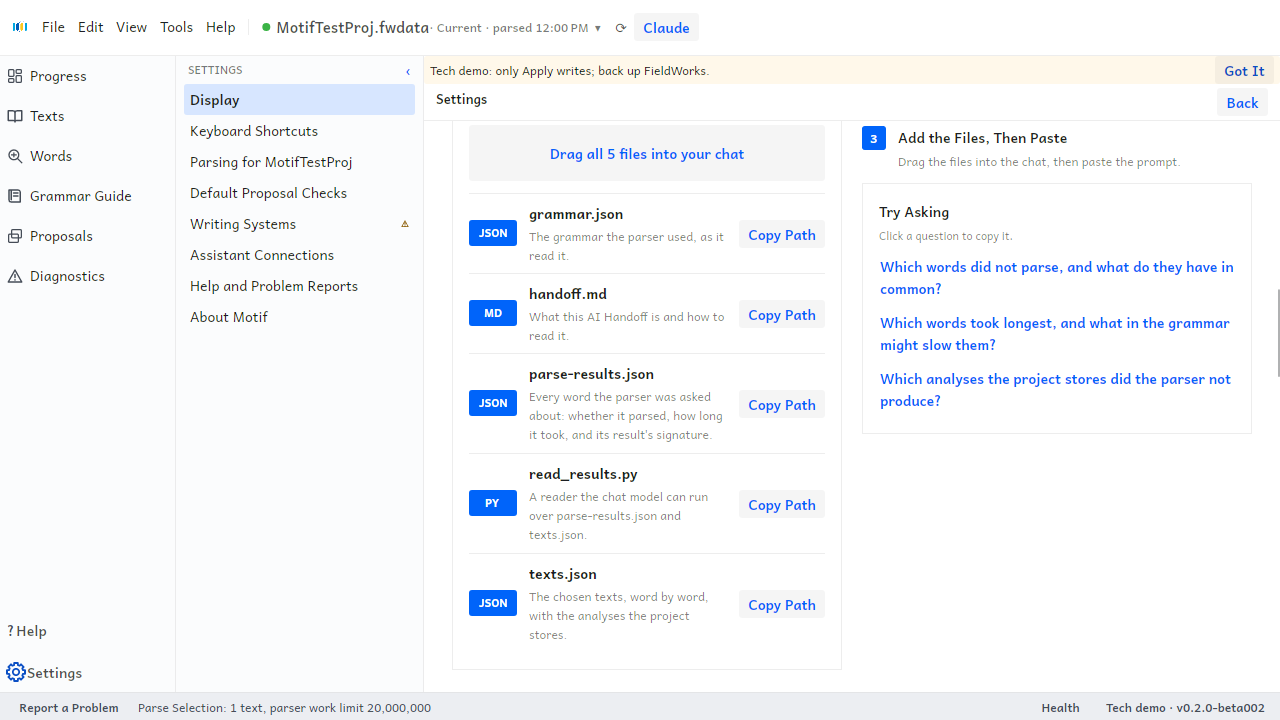 File Edit View Tools Help
MotifTestProj.fwdata · Current · parsed 12:00 PM ▾ ⟳ Claude
Progress
Texts
Words
Grammar Guide
Proposals
Diagnostics
? Help
Settings
SETTINGS ‹
Display
Keyboard Shortcuts
Parsing for MotifTestProj
Default Proposal Checks
Writing Systems ⚠
Assistant Connections
Help and Problem Reports
About Motif
Tech demo: only Apply writes; back up FieldWorks. Got It
Settings Back
Drag all 5 files into your chat
JSON
grammar.json
The grammar the parser used, as it
read it.
Copy Path
MD
handoff.md
What this AI Handoff is and how to
read it.
Copy Path
JSON
parse-results.json
Every word the parser was asked
about: whether it parsed, how long
it took, and its result's signature.
Copy Path
PY
read_results.py
A reader the chat model can run
over parse-results.json and
texts.json.
Copy Path
JSON
texts.json
The chosen texts, word by word,
with the analyses the project
stores.
Copy Path
3 Add the Files, Then Paste
Drag the files into the chat, then paste the prompt.
Try Asking
Click a question to copy it.
Which words did not parse, and what do they have in
common?
Which words took longest, and what in the grammar
might slow them?
Which analyses the project stores did the parser not
produce?
Report a Problem Parse Selection: 1 text, parser work limit 20,000,000 Health Tech demo · v0.2.0-beta002